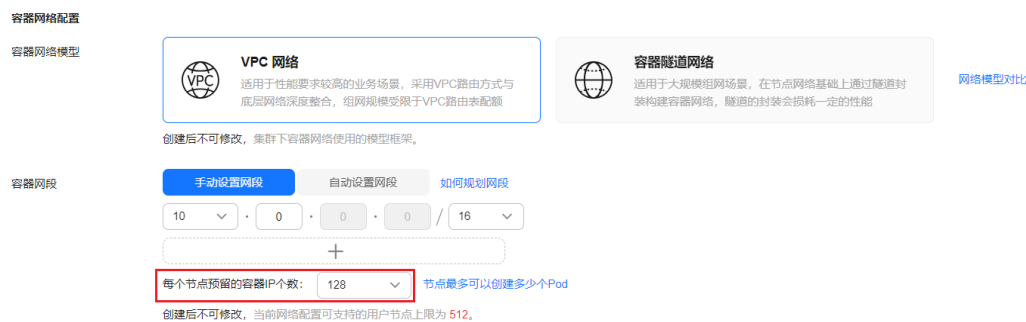 容器网络配置
容器网络模型
VPC
VPC 网络
适用于性能要求较高的业务场景，采用VPC路由方式与
底层网络深度整合，组网规模受限于VPC路由表配额
容器隧道网络
适用于大规模组网场景，在节点网络基础上通过隧道封
装构建容器网络，隧道的封装会损耗一定的性能
网络模型对比
创建后不可修改，集群下容器网络使用的模型框架。
容器网段
手动设置网段 自动设置网段 如何规划网段
10 · 0 · 0 · 0 / 16
+
每个节点预留的容器IP个数： 128 节点最多可以创建多少个Pod
创建后不可修改，当前网络配置可支持的用户节点上限为 512。